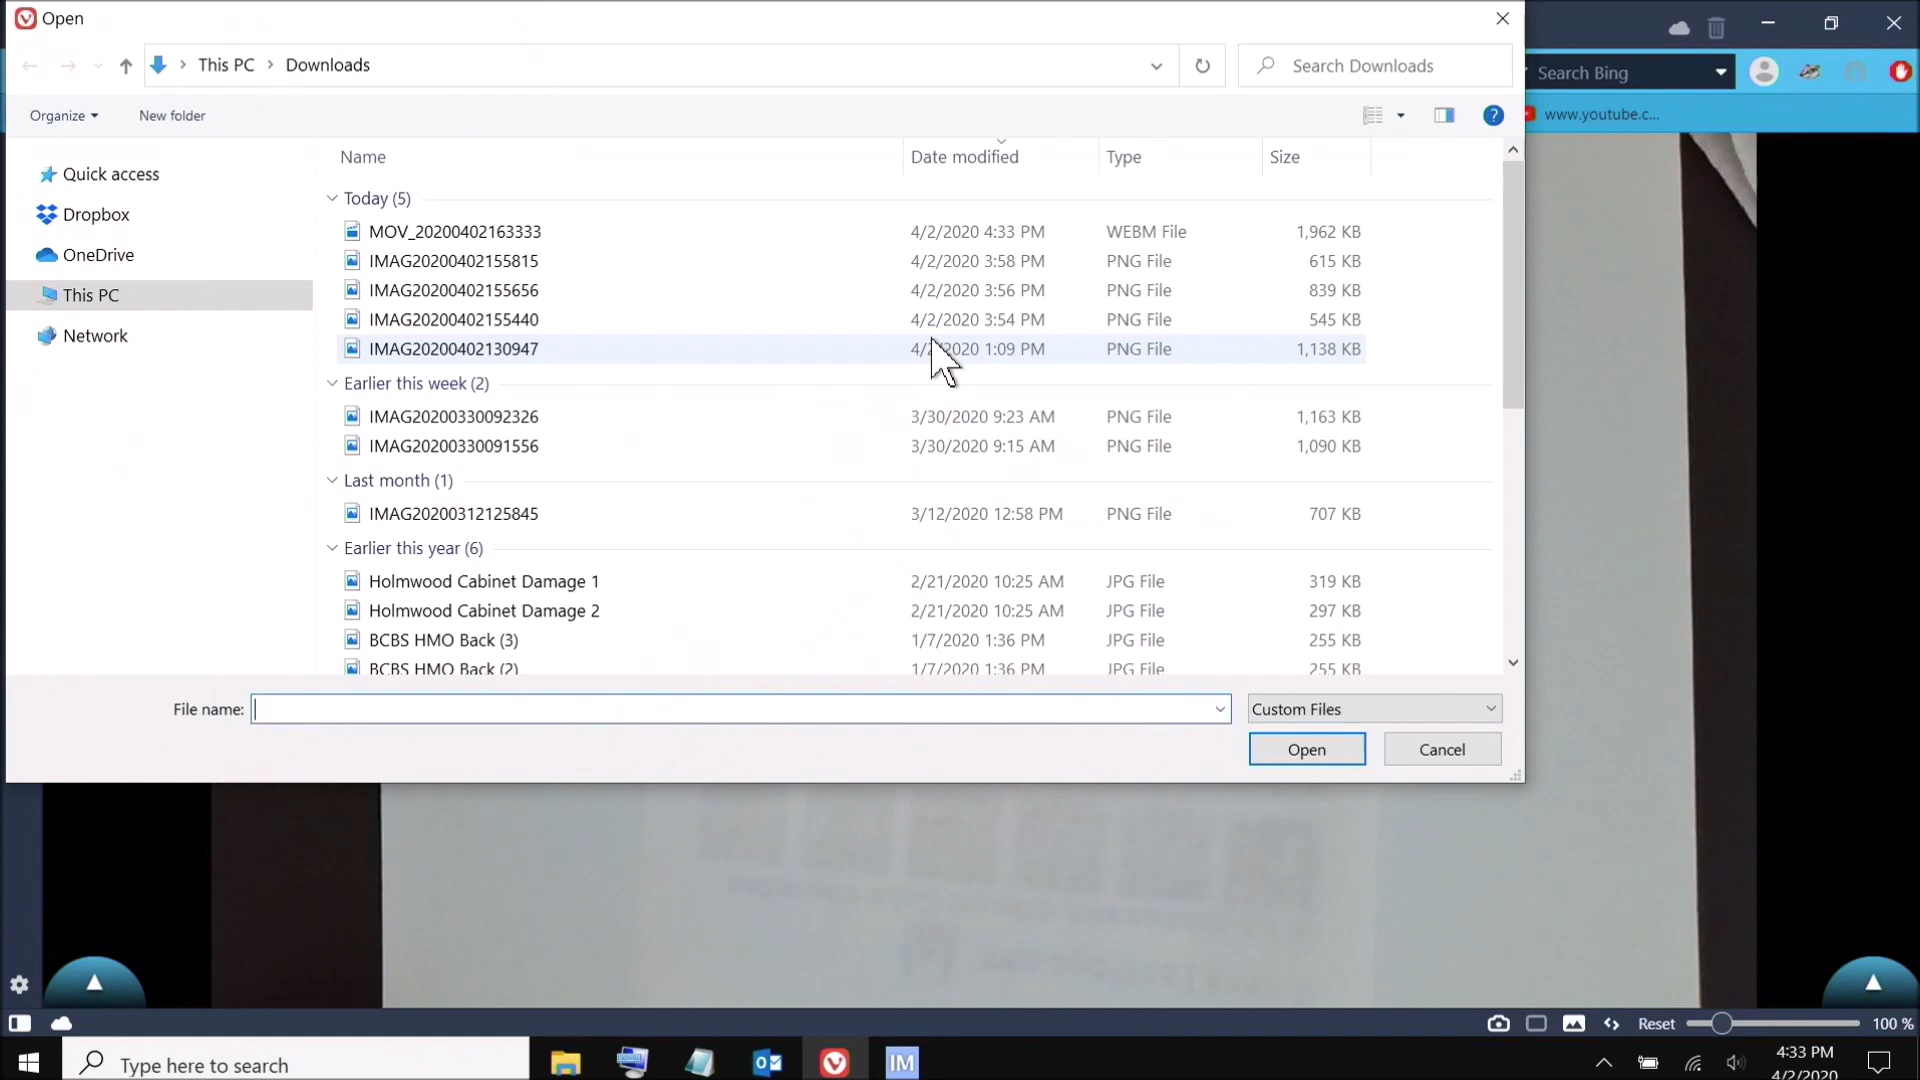 Open
This PC > Downloads
Search Downloads
Search Bing
Organize
New folder
www.youtube.c...
Quick access
Dropbox
OneDrive
This PC
Network
Name Date modified Type Size
Today (5)
MOV_20200402163333 4/2/2020 4:33 PM WEBM File 1,962 KB
IMAG20200402155815 4/2/2020 3:58 PM PNG File 615 KB
IMAG20200402155656 4/2/2020 3:56 PM PNG File 839 KB
IMAG20200402155440 4/2/2020 3:54 PM PNG File 545 KB
IMAG20200402130947 4/2/2020 1:09 PM PNG File 1,138 KB
Earlier this week (2)
IMAG20200330092326 3/30/2020 9:23 AM PNG File 1,163 KB
IMAG20200330091556 3/30/2020 9:15 AM PNG File 1,090 KB
Last month (1)
IMAG20200312125845 3/12/2020 12:58 PM PNG File 707 KB
Earlier this year (6)
Holmwood Cabinet Damage 1 2/21/2020 10:25 AM JPG File 319 KB
Holmwood Cabinet Damage 2 2/21/2020 10:25 AM JPG File 297 KB
BCBS HMO Back (3) 1/7/2020 1:36 PM JPG File 255 KB
BCBS HMO Back (2) 1/7/2020 1:36 PM JPG File 255 KB
File name:
Custom Files
Open
Cancel
Reset
100 %
Type here to search
IM
4:33 PM
4/2/2020